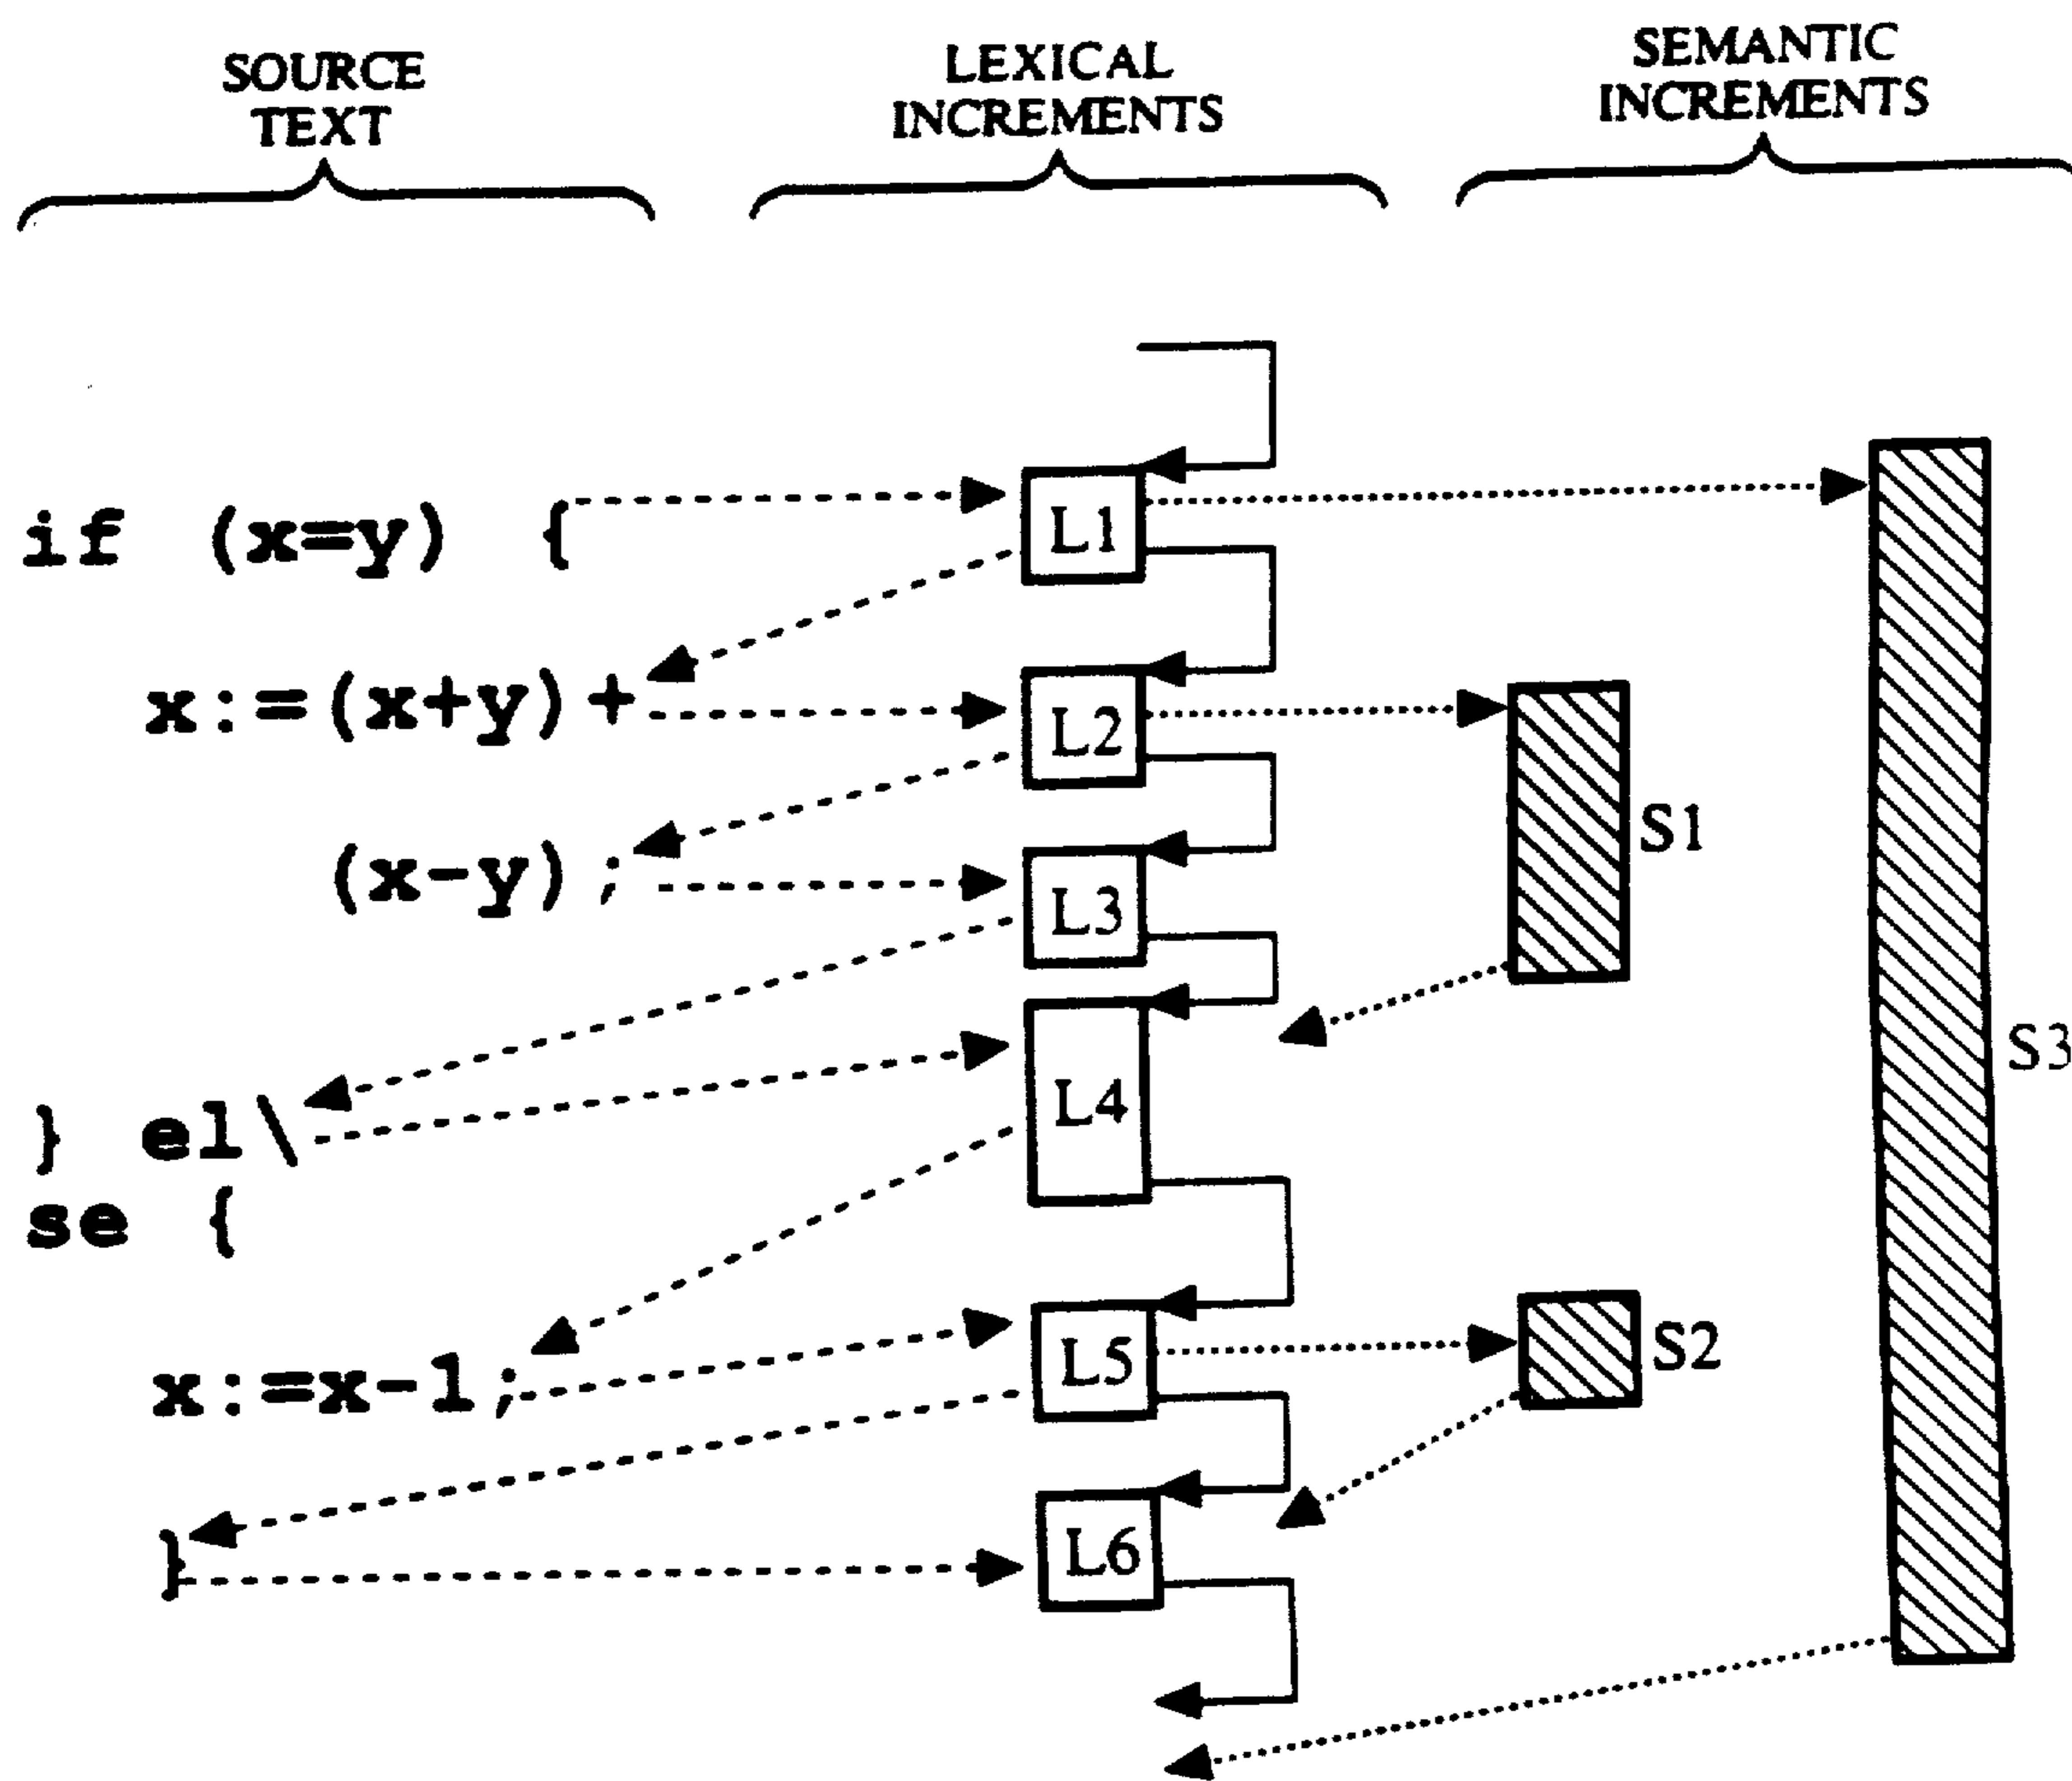 SOURCE
TEXT
LEXICAL
INCREMENTS
SEMANTIC
INCREMENTS
if (x=y) {
L1
x:=(x+y)+
L2
S1
(x-y) ;
L3
S3
} el\
L4
se {
x:=x-1;
L5
S2
}
L6